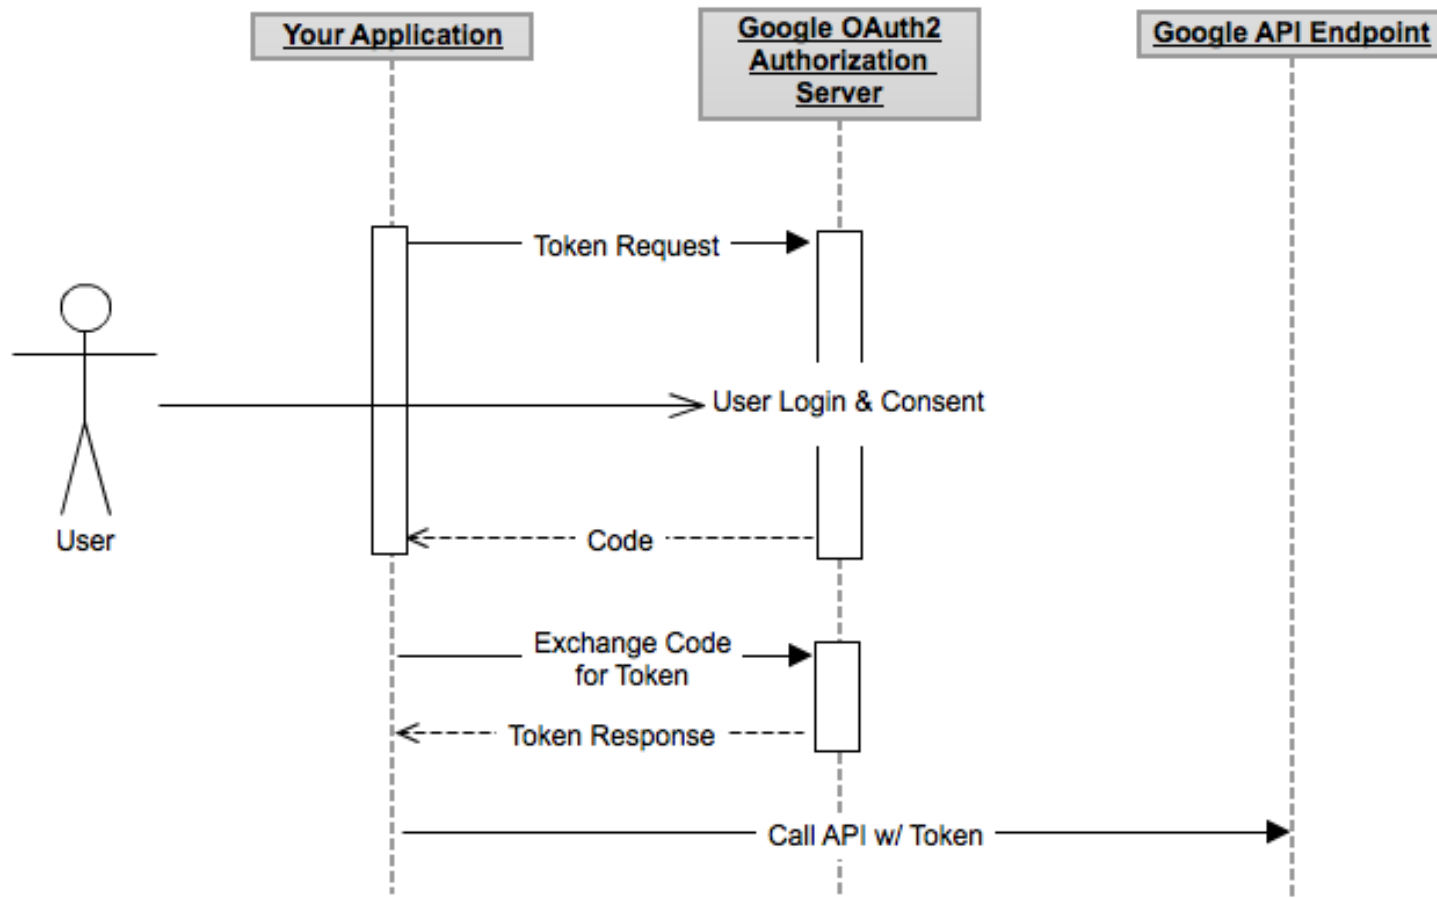 Your Application
Google OAuth2
Authorization
Server
Google API Endpoint
Token Request
User Login & Consent
User
Code
Exchange Code
for Token
Token Response
Call API w/ Token